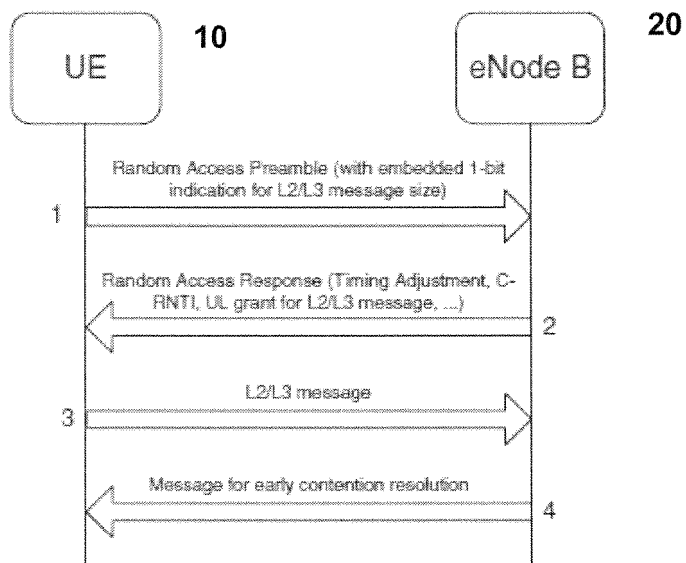 UE
10
eNode B
20
Random Access Preamble (with embedded 1-bit
indication for L2/L3 message size)
1
Random Access Response (Timing Adjustment, C-
RNTI, UL grant for L2/L3 message, ...)
2
L2/L3 message
3
Message for early contention resolution
4